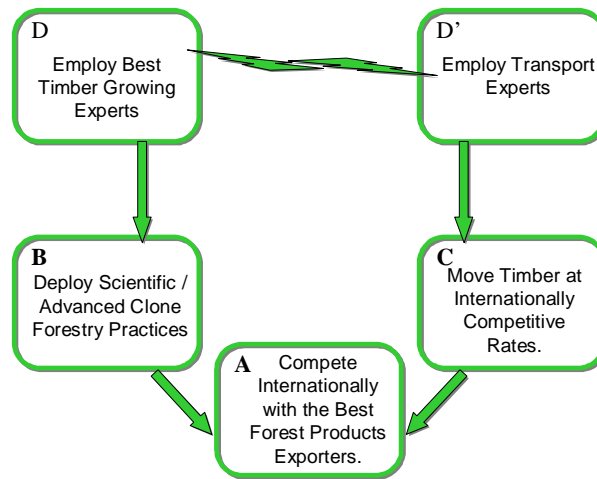 D
Employ Best
Timber Growing
Experts
D’
Employ Transport
Experts
B
Deploy Scientific /
Advanced Clone
Forestry Practices
C
Move Timber at
Internationally
Competitive
Rates.
A
Compete
Internationally
with the Best
Forest Products
Exporters.